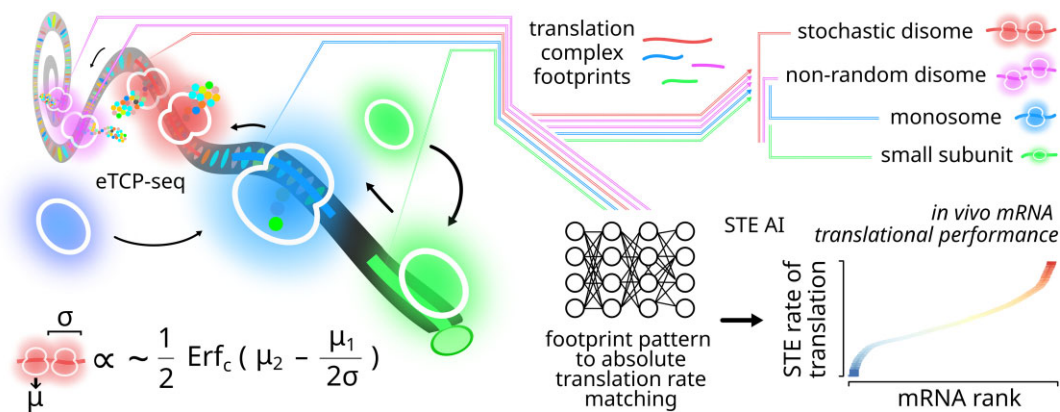 translation
complex
footprints
stochastic disome
non-random disome
monosome
small subunit
eTCP-seq
STE AI
in vivo mRNA
translational performance
footprint pattern
to absolute
translation rate
matching
STE rate of
translation
mRNA rank
σ
μ
∝ ~ 1/2 Erfc ( μ2 − μ1/2σ )